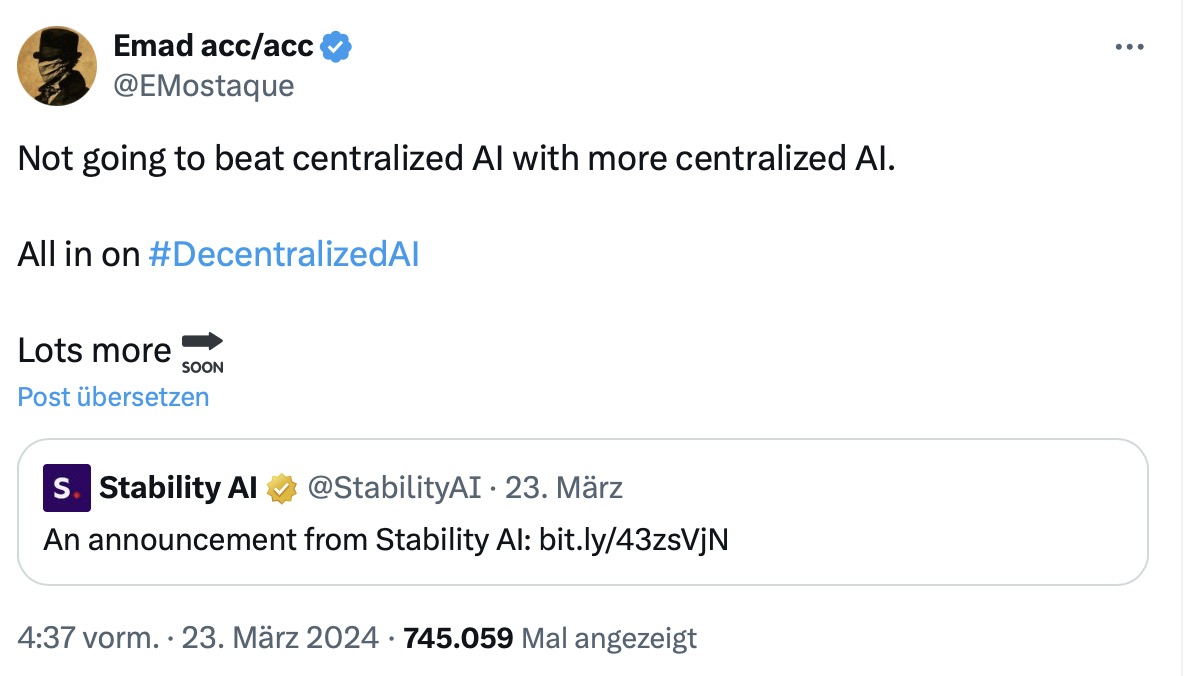 Emad acc/acc
@EMostaque
Not going to beat centralized AI with more centralized AI.
All in on #DecentralizedAI
Lots more SOON
Post übersetzen
S. Stability AI @StabilityAI · 23. März
An announcement from Stability AI: bit.ly/43zsVjN
4:37 vorm. · 23. März 2024 · 745.059 Mal angezeigt